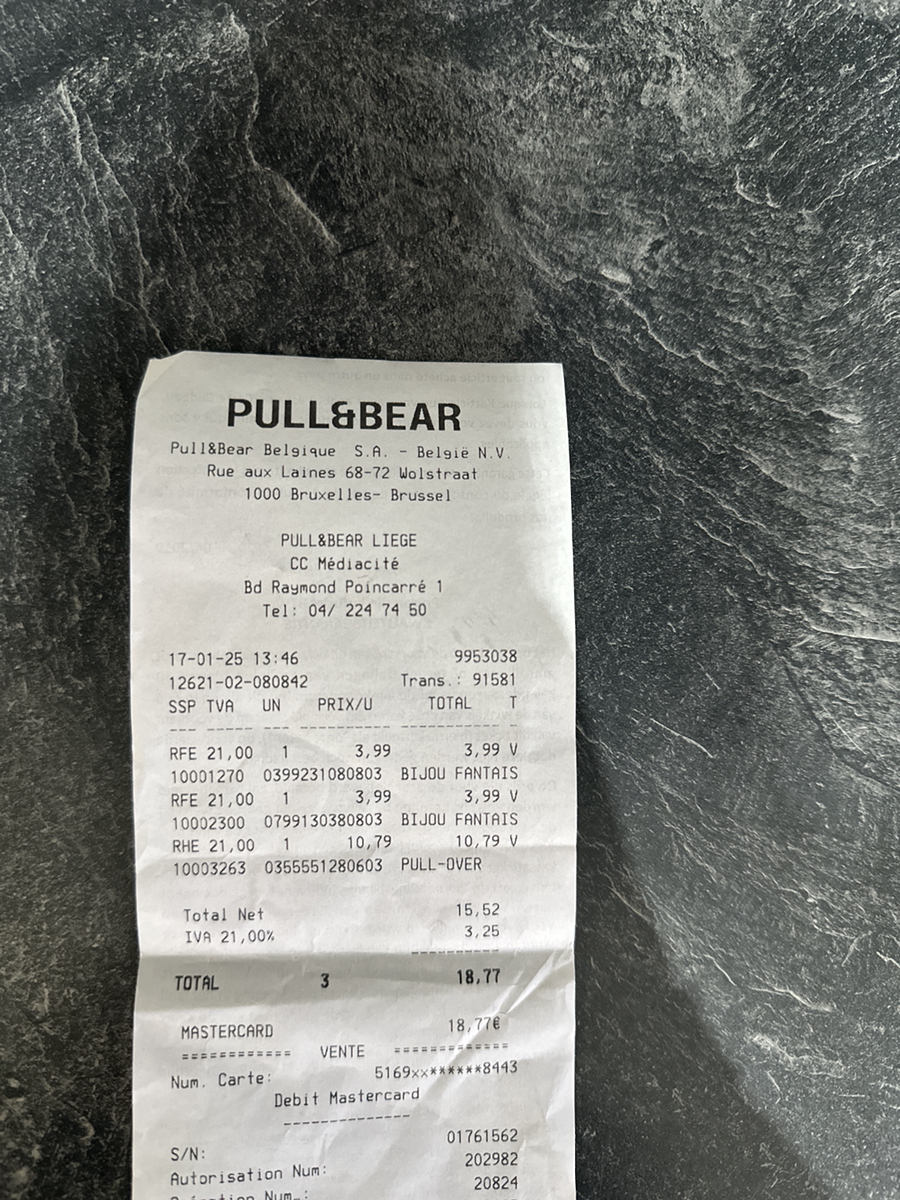 PULL&BEAR
Pull&Bear Belgique S.A. - België N.V.
Rue aux Laines 68-72 Wolstraat
1000 Bruxelles- Brussel
PULL&BEAR LIEGE
CC Médiacité
Bd Raymond Poincarré 1
Tel: 04/ 224 74 50
17-01-25 13:46 9953038
12621-02-080842 Trans.: 91581
SSP TVA UN PRIX/U TOTAL T
--- --- --- ---------- ---------- -
RFE 21,00 1 3,99 3,99 V
10001270 0399231080803 BIJOU FANTAIS
RFE 21,00 1 3,99 3,99 V
10002300 0799130380803 BIJOU FANTAIS
RHE 21,00 1 10,79 10,79 V
10003263 0355551280603 PULL-OVER
Total Net 15,52
IVA 21,00% 3,25
----------
TOTAL 3 18,77
MASTERCARD 18,77€
============ VENTE =============
Num. Carte: 5169xx******8443
Debit Mastercard
--------------
S/N: 01761562
Autorisation Num: 202982
Num.: 20824